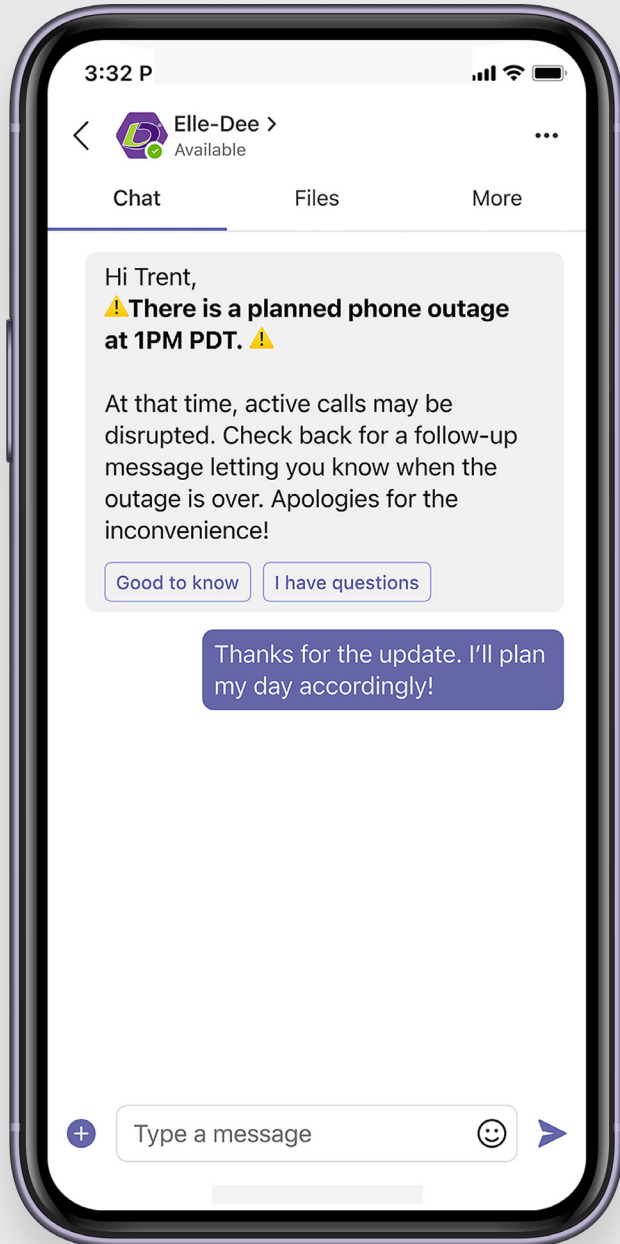 3:32 P
Elle-Dee >
Available
Chat Files More
Hi Trent,
⚠️There is a planned phone outage
at 1PM PDT. ⚠️
At that time, active calls may be
disrupted. Check back for a follow-up
message letting you know when the
outage is over. Apologies for the
inconvenience!
Good to know I have questions
Thanks for the update. I’ll plan
my day accordingly!
Type a message